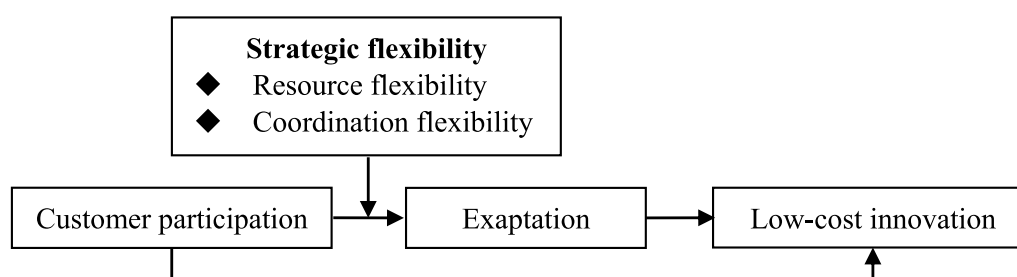 Strategic flexibility
◆ Resource flexibility
◆ Coordination flexibility
Customer participation
Exaptation
Low-cost innovation